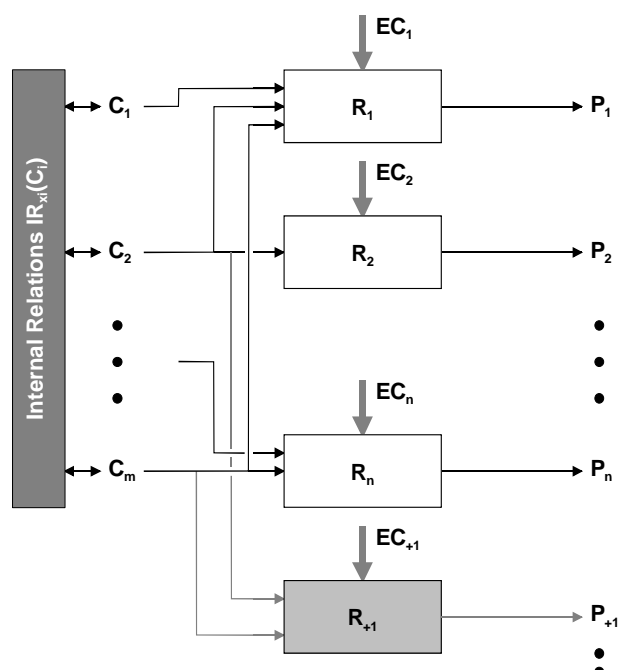 EC₁
C₁
R₁
P₁
EC₂
C₂
R₂
P₂
Internal Relations IRₓᵢ(Cᵢ)
ECₙ
Cₘ
Rₙ
Pₙ
EC₊₁
R₊₁
P₊₁